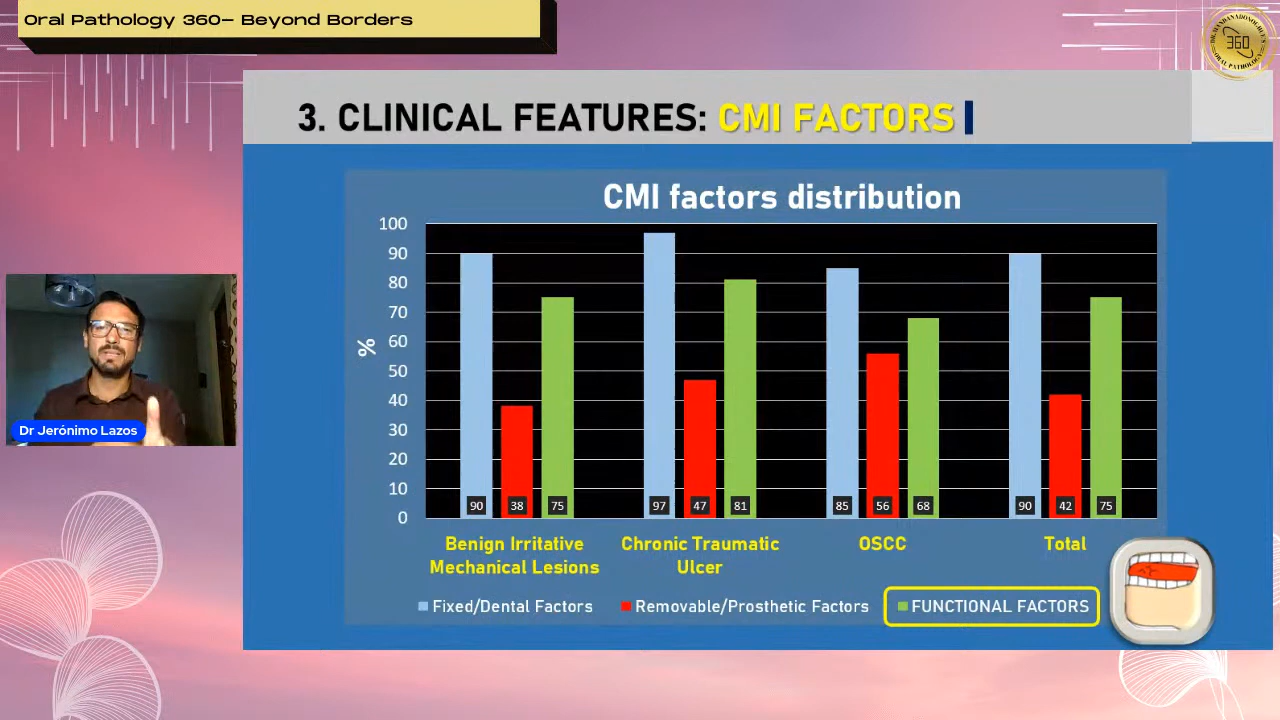 Oral Pathology 360- Beyond Borders
360
3. CLINICAL FEATURES: CMI FACTORS
CMI factors distribution
100
90
80
70
60
50
40
30
20
10
0
%
90 38 75 97 47 81 85 56 68 90 42 75
Benign Irritative Mechanical Lesions
Chronic Traumatic Ulcer
OSCC
Total
Fixed/Dental Factors Removable/Prosthetic Factors FUNCTIONAL FACTORS
Dr Jerónimo Lazos